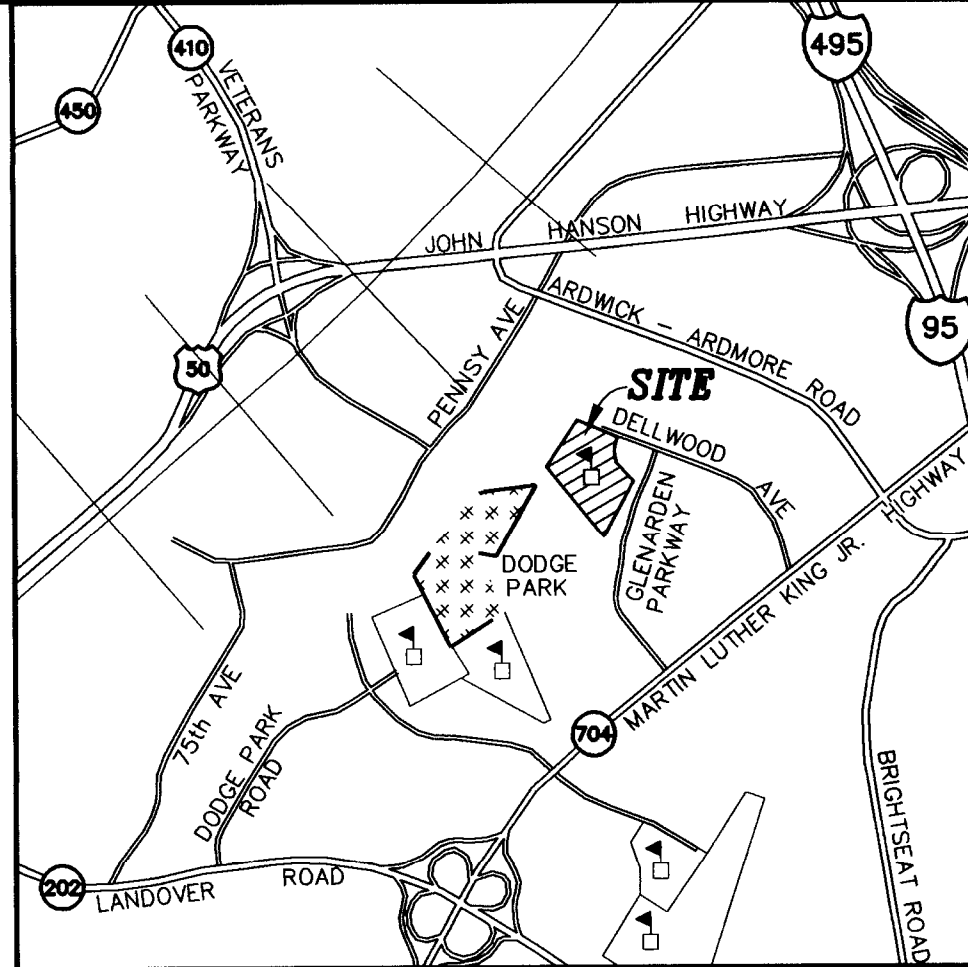 410
VETERANS
PARKWAY
450
495
JOHN HANSON HIGHWAY
95
50
PENNSY AVE
ARDWICK - ARDMORE ROAD
SITE
DELLWOOD AVE
GLENARDEN
PARKWAY
DODGE
PARK
MARTIN LUTHER KING JR. HIGHWAY
704
75th AVE
DODGE PARK
ROAD
BRIGHTSEAT ROAD
202
LANDOVER ROAD